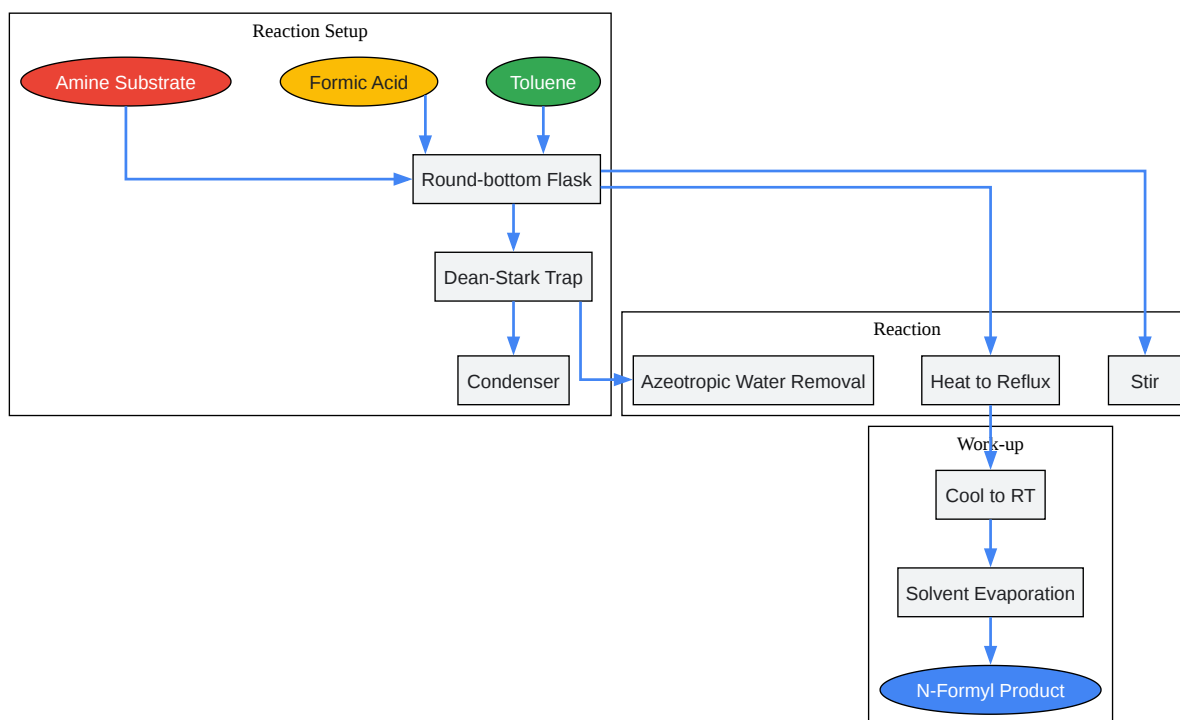 Reaction Setup
Amine Substrate
Formic Acid
Toluene
Round-bottom Flask
Dean-Stark Trap
Condenser
Reaction
Azeotropic Water Removal
Heat to Reflux
Stir
Work-up
Cool to RT
Solvent Evaporation
N-Formyl Product